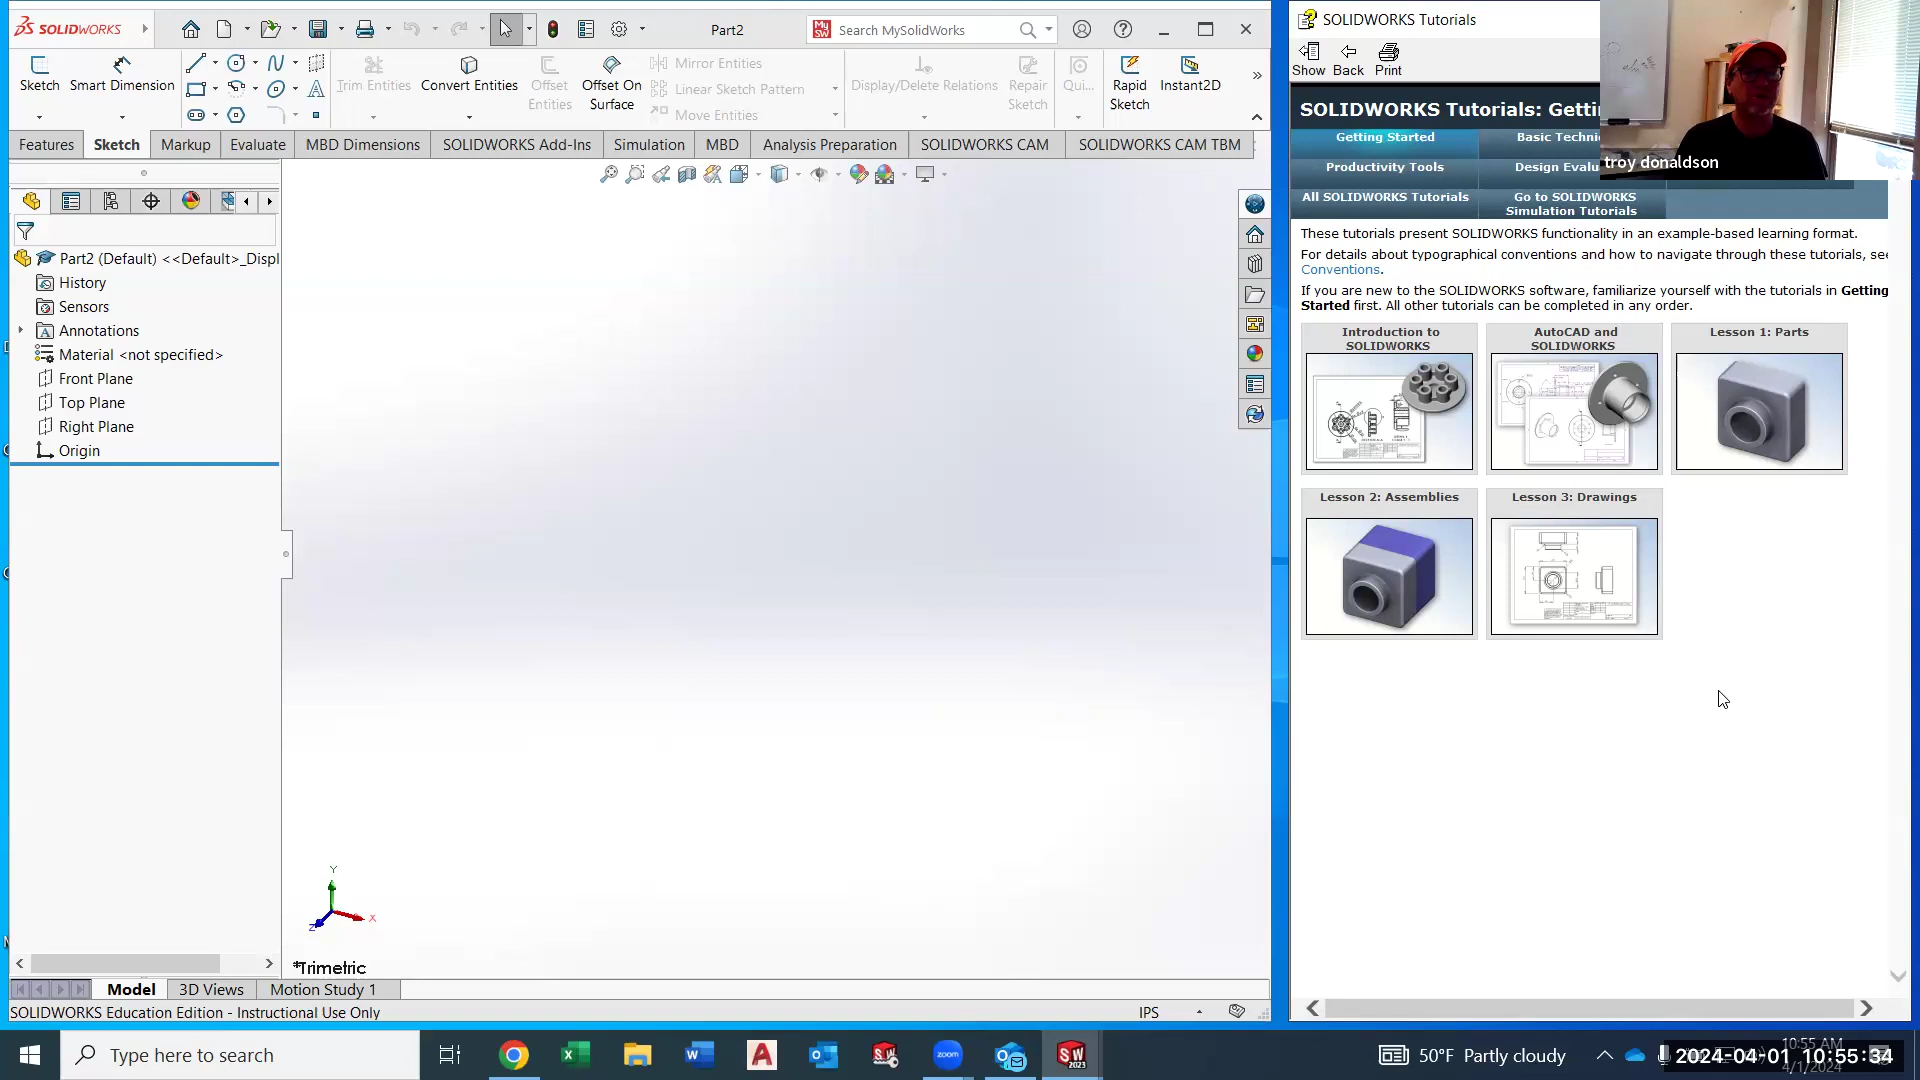 SOLIDWORKS
Part2
Search MySolidWorks
Sketch
Smart Dimension
Trim Entities
Convert Entities
Offset
Entities
Offset On
Surface
Mirror Entities
Linear Sketch Pattern
Move Entities
Display/Delete Relations
Repair
Sketch
Qui...
Rapid
Sketch
Instant2D
Features
Sketch
Markup
Evaluate
MBD Dimensions
SOLIDWORKS Add-Ins
Simulation
MBD
Analysis Preparation
SOLIDWORKS CAM
SOLIDWORKS CAM TBM
Part2 (Default) <<Default>_Displ
History
Sensors
Annotations
Material <not specified>
Front Plane
Top Plane
Right Plane
Origin
Y
X
Z
*Trimetric
Model
3D Views
Motion Study 1
SOLIDWORKS Education Edition - Instructional Use Only
IPS
SOLIDWORKS Tutorials
Show
Back
Print
SOLIDWORKS Tutorials: Getti
Getting Started
Basic Techni
Productivity Tools
Design Evalu
All SOLIDWORKS Tutorials
Go to SOLIDWORKS
Simulation Tutorials
troy donaldson
These tutorials present SOLIDWORKS functionality in an example-based learning format.
For details about typographical conventions and how to navigate through these tutorials, see
Conventions.
If you are new to the SOLIDWORKS software, familiarize yourself with the tutorials in Getting
Started first. All other tutorials can be completed in any order.
Introduction to
SOLIDWORKS
AutoCAD and
SOLIDWORKS
Lesson 1: Parts
Lesson 2: Assemblies
Lesson 3: Drawings
Type here to search
zoom
50°F Partly cloudy
10:55 AM
4/1/2024
2024-04-01 10:55:34